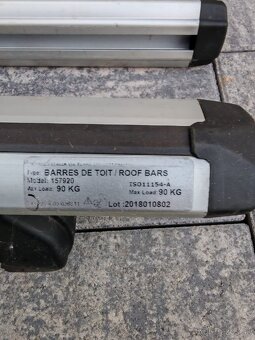 Type: BARRES DE TOIT / ROOF BARS
Model: 157920 ISO11154-A
Max Load: 90 KG Max Load: 90 KG
Lot :2018010802